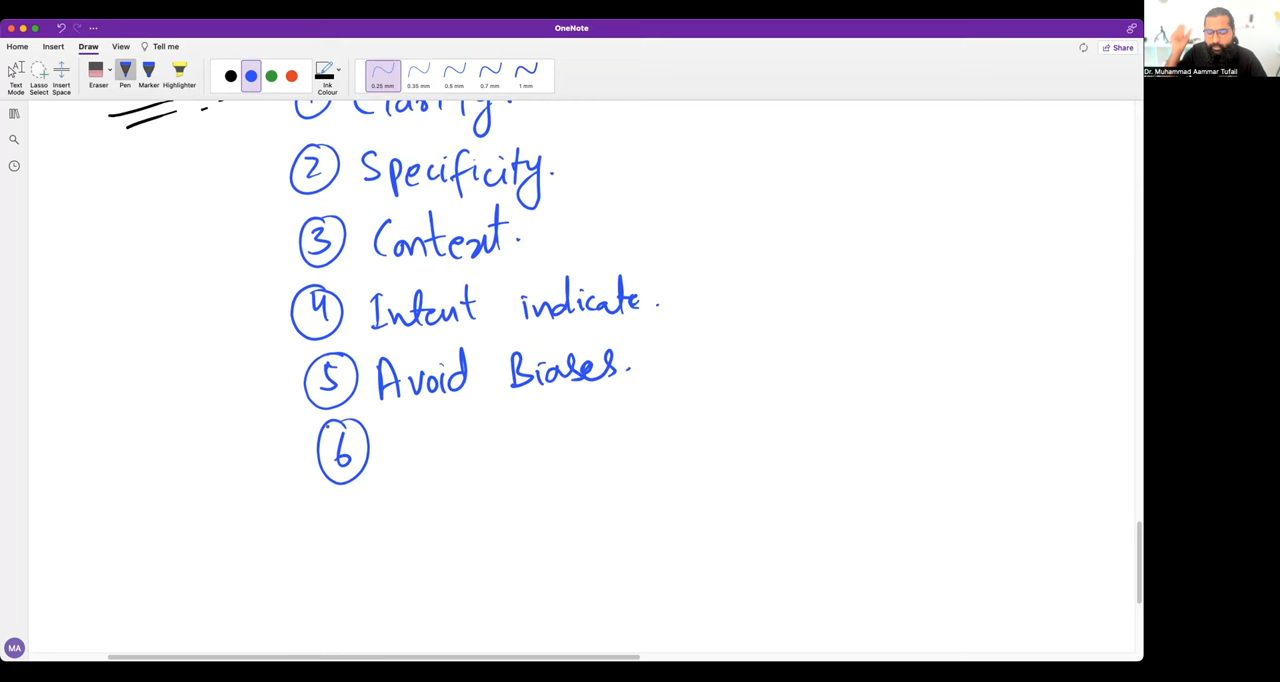 OneNote
Home Insert Draw View Tell me
Share
Text Mode
Lasso Select
Insert Space
Eraser
Pen
Marker
Highlighter
Ink Colour
0.25 mm 0.35 mm 0.5 mm 0.7 mm 1 mm
Dr. Muhammad Aammar Tufail
1 Clarity.
2 Specificity.
3 Context.
4 Intent indicate.
5 Avoid Biases.
6
MA